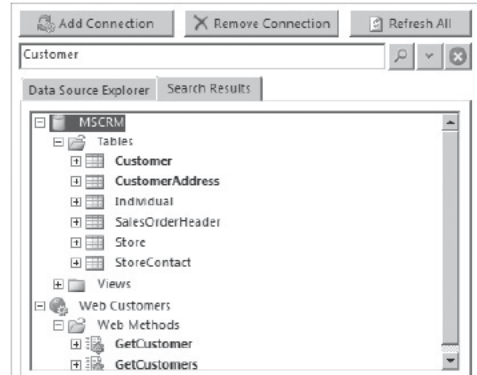 Add Connection Remove Connection Refresh All
Customer
Data Source Explorer Search Results
MSCRM
Tables
Customer
CustomerAddress
Individual
SalesOrderHeader
Store
StoreContact
Views
Web Customers
Web Methods
GetCustomer
GetCustomers